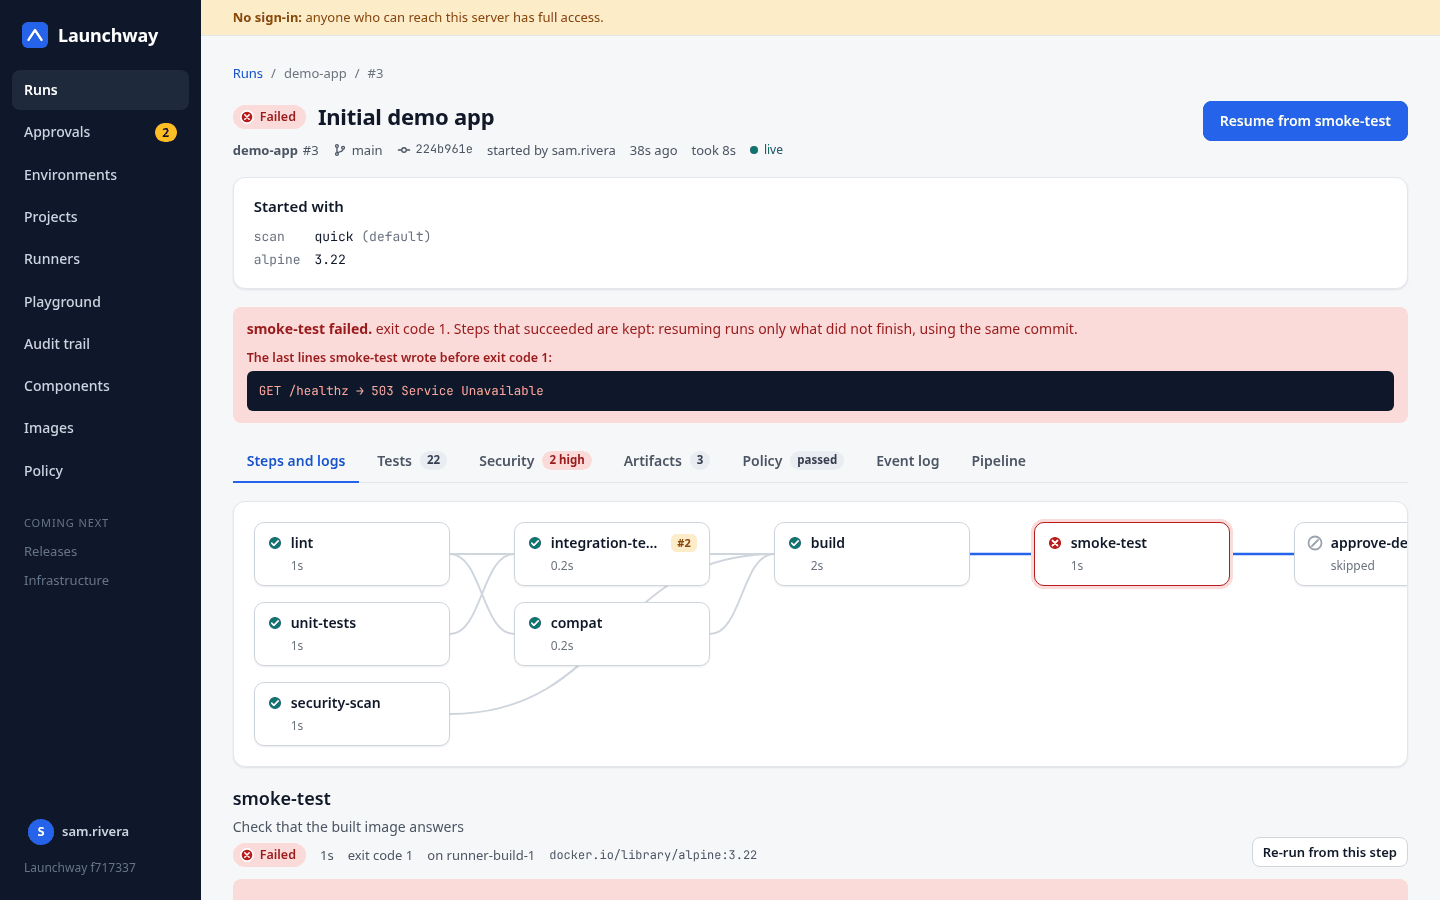 Launchway
Runs
Approvals 2
Environments
Projects
Runners
Playground
Audit trail
Components
Images
Policy
COMING NEXT
Releases
Infrastructure
S sam.rivera
Launchway f717337
No sign-in: anyone who can reach this server has full access.
Runs / demo-app / #3
Failed Initial demo app
Resume from smoke-test
demo-app #3 main 224b961e started by sam.rivera 38s ago took 8s live
Started with
scan quick (default)
alpine 3.22
smoke-test failed. exit code 1. Steps that succeeded are kept: resuming runs only what did not finish, using the same commit.
The last lines smoke-test wrote before exit code 1:
GET /healthz → 503 Service Unavailable
Steps and logs Tests 22 Security 2 high Artifacts 3 Policy passed Event log Pipeline
lint
1s
integration-te... #2
0.2s
build
2s
smoke-test
1s
approve-de
skipped
unit-tests
1s
compat
0.2s
security-scan
1s
smoke-test
Check that the built image answers
Failed 1s exit code 1 on runner-build-1 docker.io/library/alpine:3.22
Re-run from this step